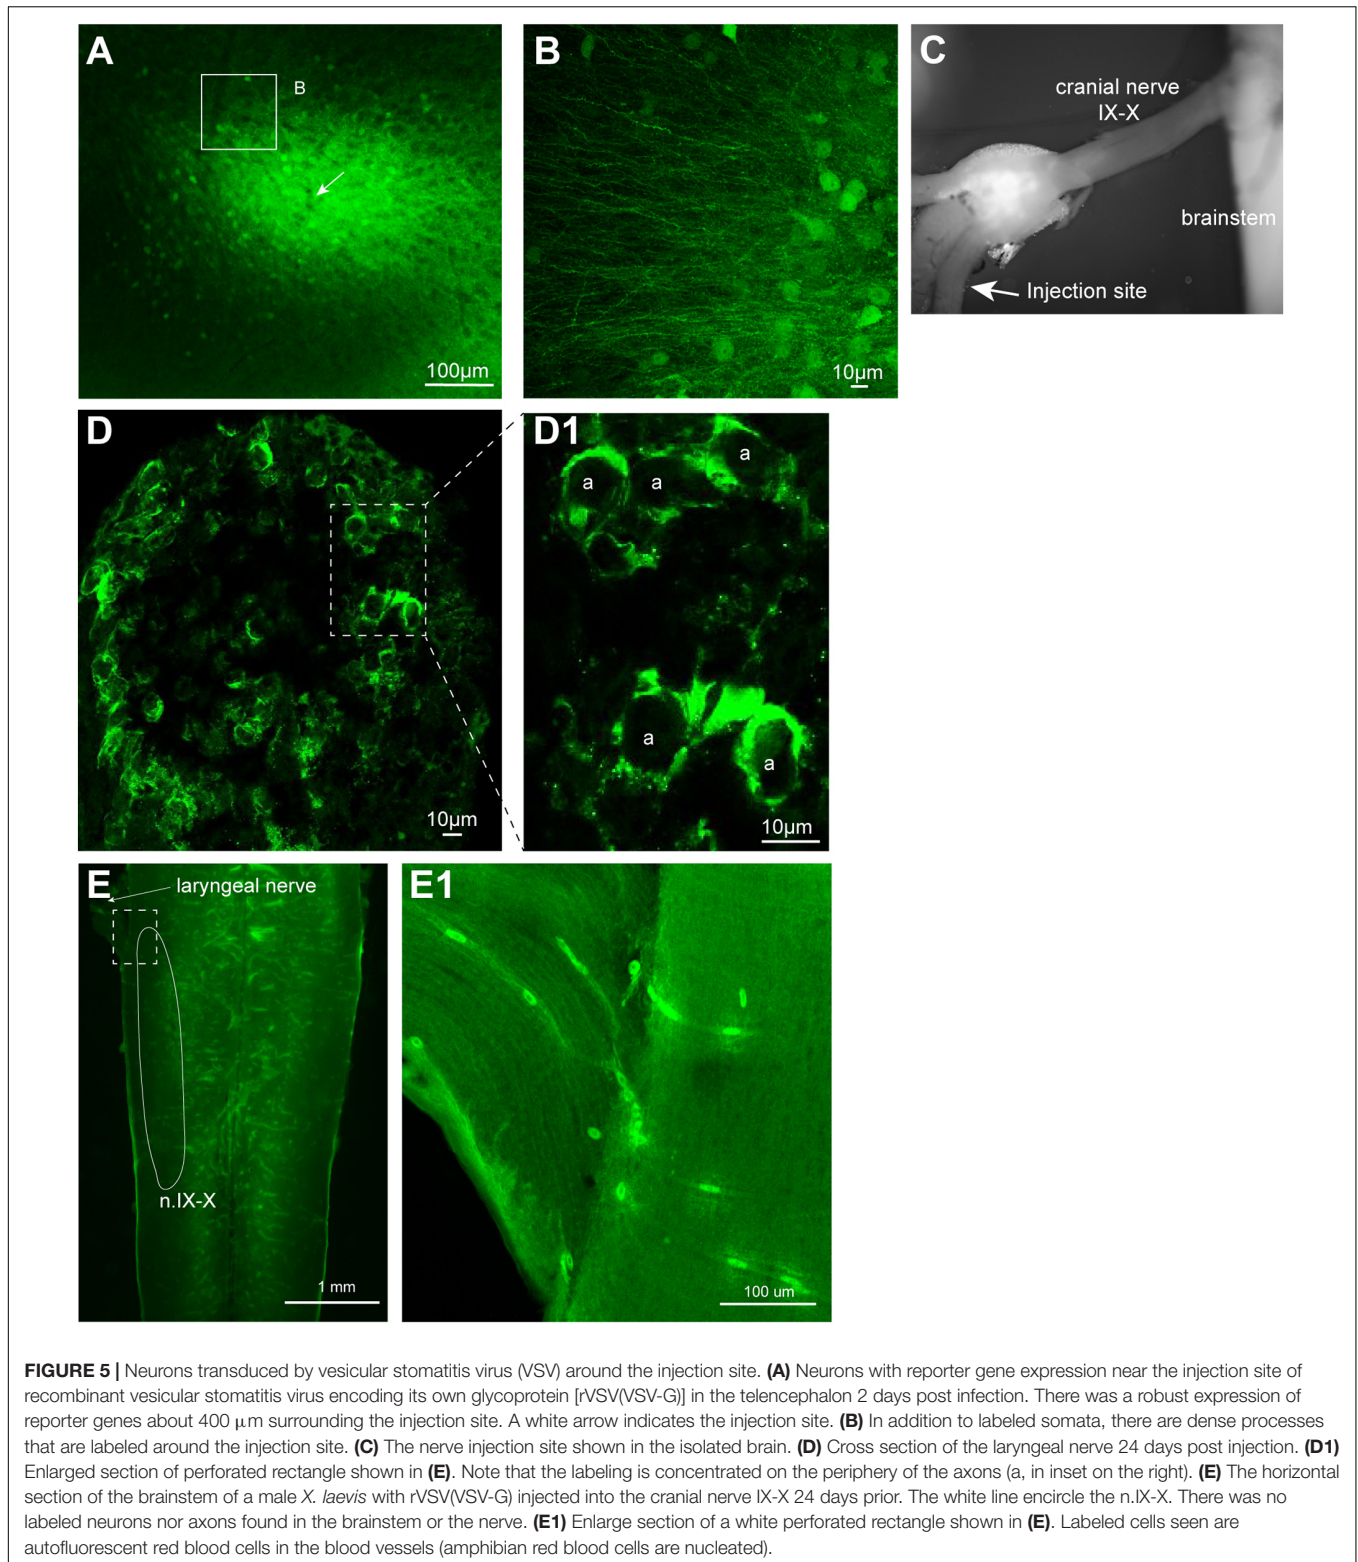 A
B
100µm
B
10µm
C
cranial nerve
IX-X
brainstem
Injection site
D
10µm
D1
a
a
a
a
a
10µm
E
laryngeal nerve
n.IX-X
1 mm
E1
100 um
FIGURE 5 | Neurons transduced by vesicular stomatitis virus (VSV) around the injection site. (A) Neurons with reporter gene expression near the injection site of
recombinant vesicular stomatitis virus encoding its own glycoprotein [rVSV(VSV-G)] in the telencephalon 2 days post infection. There was a robust expression of
reporter genes about 400 µm surrounding the injection site. A white arrow indicates the injection site. (B) In addition to labeled somata, there are dense processes
that are labeled around the injection site. (C) The nerve injection site shown in the isolated brain. (D) Cross section of the laryngeal nerve 24 days post injection. (D1)
Enlarged section of perforated rectangle shown in (E). Note that the labeling is concentrated on the periphery of the axons (a, in inset on the right). (E) The horizontal
section of the brainstem of a male X. laevis with rVSV(VSV-G) injected into the cranial nerve IX-X 24 days prior. The white line encircle the n.IX-X. There was no
labeled neurons nor axons found in the brainstem or the nerve. (E1) Enlarge section of a white perforated rectangle shown in (E). Labeled cells seen are
autofluorescent red blood cells in the blood vessels (amphibian red blood cells are nucleated).